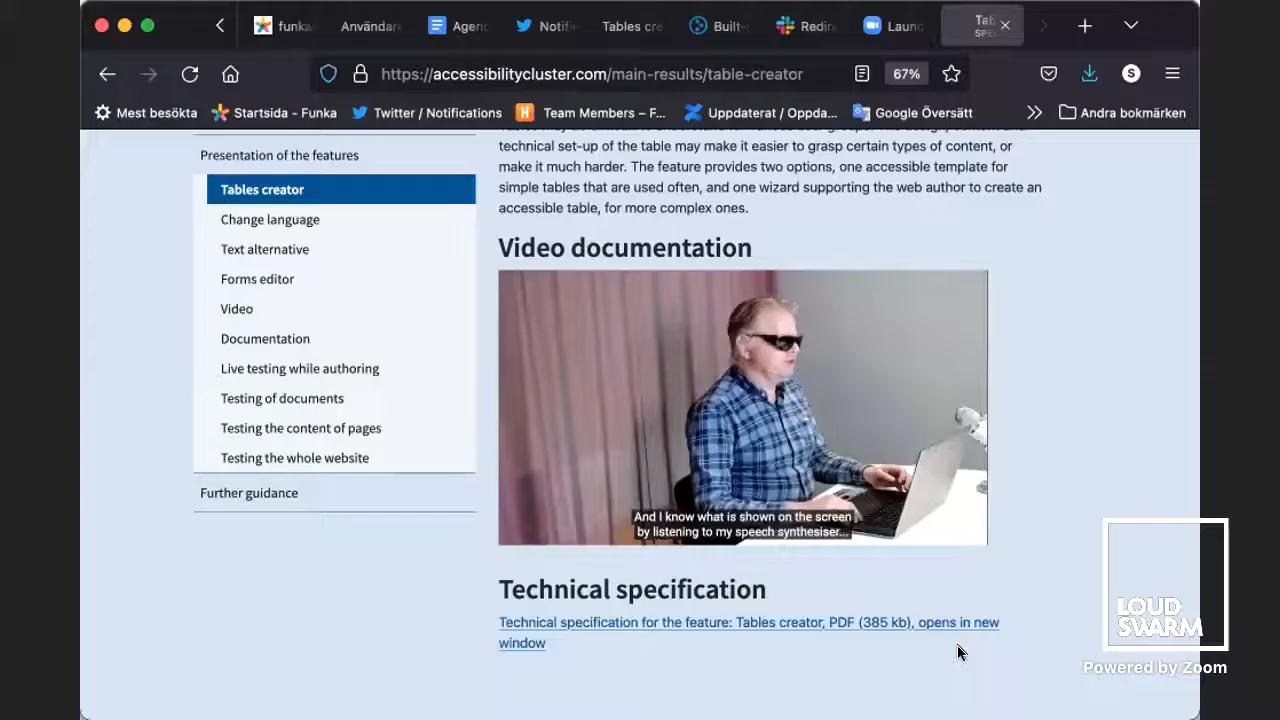 funka
Användar
Agen
Notifi
Tables cre
Built-
Redir
Laun
Tab
SPE
https://accessibilitycluster.com/main-results/table-creator
67%
S
Mest besökta
Startsida – Funka
Twitter / Notifications
H
Team Members – F...
Uppdaterat / Oppda...
Google Översätt
Andra bokmärken
Presentation of the features
Tables creator
Change language
Text alternative
Forms editor
Video
Documentation
Live testing while authoring
Testing of documents
Testing the content of pages
Testing the whole website
Further guidance
technical set-up of the table may make it easier to grasp certain types of content, or
make it much harder. The feature provides two options, one accessible template for
simple tables that are used often, and one wizard supporting the web author to create an
accessible table, for more complex ones.
Video documentation
And I know what is shown on the screen
by listening to my speech synthesiser...
Technical specification
Technical specification for the feature: Tables creator, PDF (385 kb), opens in new
window
LOUD
SWARM
Powered by Zoom